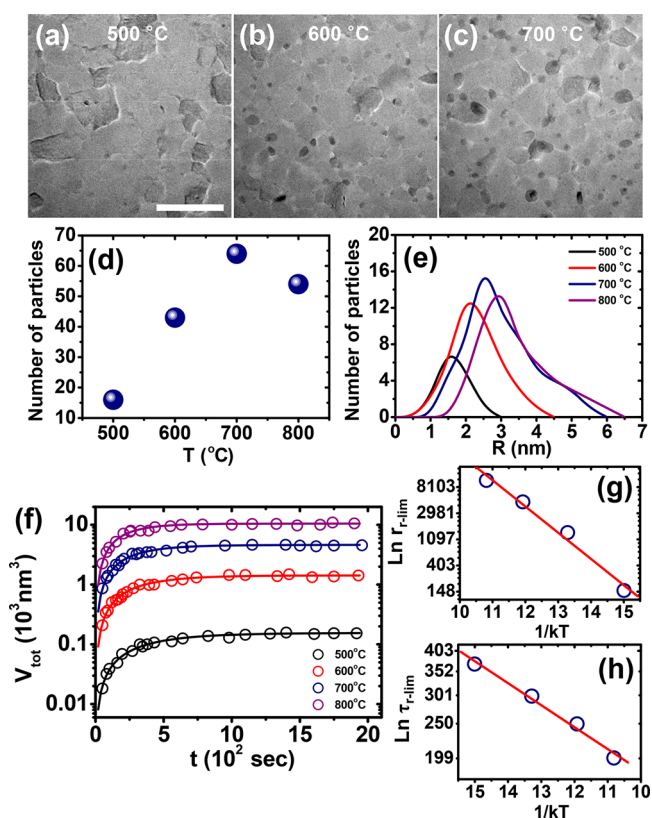 (a) 500 °C
(b) 600 °C
(c) 700 °C
(d)
Number of particles
70
60
50
40
30
20
10
500 600 700 800
T (°C)
(e)
Number of particles
20
16
12
8
4
0
0 1 2 3 4 5 6 7
R (nm)
500 °C
600 °C
700 °C
800 °C
(f)
V tot (10³nm³)
10
1
0.1
0.01
0 5 10 15 20
t (10² sec)
500°C
600°C
700°C
800°C
(g)
Ln r r-lim
8103
2981
1097
403
148
10 11 12 13 14 15
1/kT
(h)
Ln τ r-lim
403
352
301
250
199
15 14 13 12 11 10
1/kT